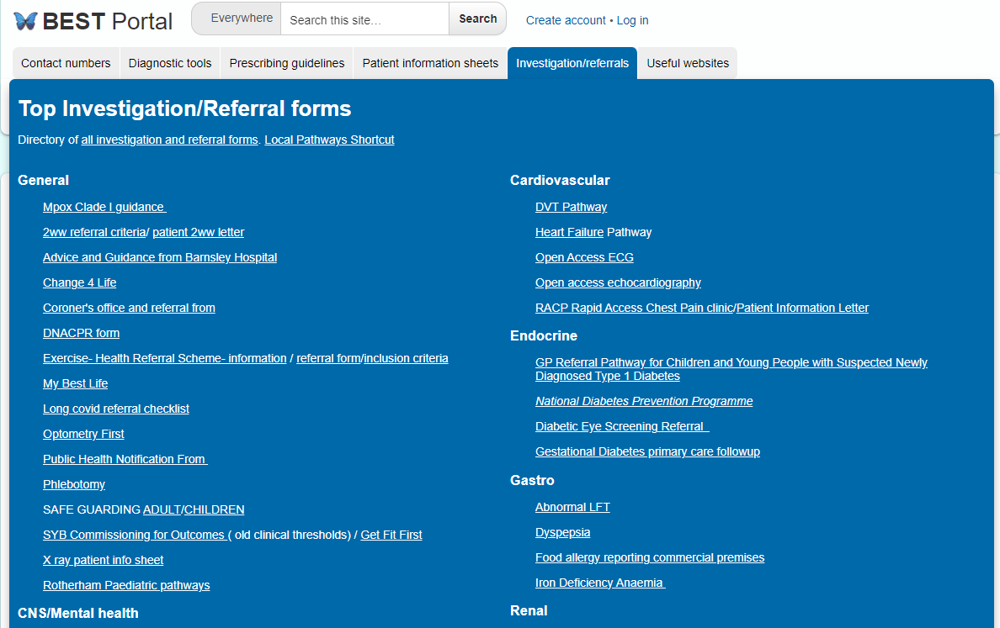 BEST Portal
Everywhere
Search this site...
Search
Create account • Log in
Contact numbers
Diagnostic tools
Prescribing guidelines
Patient information sheets
Investigation/referrals
Useful websites
Top Investigation/Referral forms
Directory of all investigation and referral forms. Local Pathways Shortcut
General
Mpox Clade I guidance
2ww referral criteria/ patient 2ww letter
Advice and Guidance from Barnsley Hospital
Change 4 Life
Coroner's office and referral from
DNACPR form
Exercise- Health Referral Scheme- information / referral form/inclusion criteria
My Best Life
Long covid referral checklist
Optometry First
Public Health Notification From
Phlebotomy
SAFE GUARDING ADULT/CHILDREN
SYB Commissioning for Outcomes ( old clinical thresholds) / Get Fit First
X ray patient info sheet
Rotherham Paediatric pathways
CNS/Mental health
Cardiovascular
DVT Pathway
Heart Failure Pathway
Open Access ECG
Open access echocardiography
RACP Rapid Access Chest Pain clinic/Patient Information Letter
Endocrine
GP Referral Pathway for Children and Young People with Suspected Newly
Diagnosed Type 1 Diabetes
National Diabetes Prevention Programme
Diabetic Eye Screening Referral
Gestational Diabetes primary care followup
Gastro
Abnormal LFT
Dyspepsia
Food allergy reporting commercial premises
Iron Deficiency Anaemia
Renal